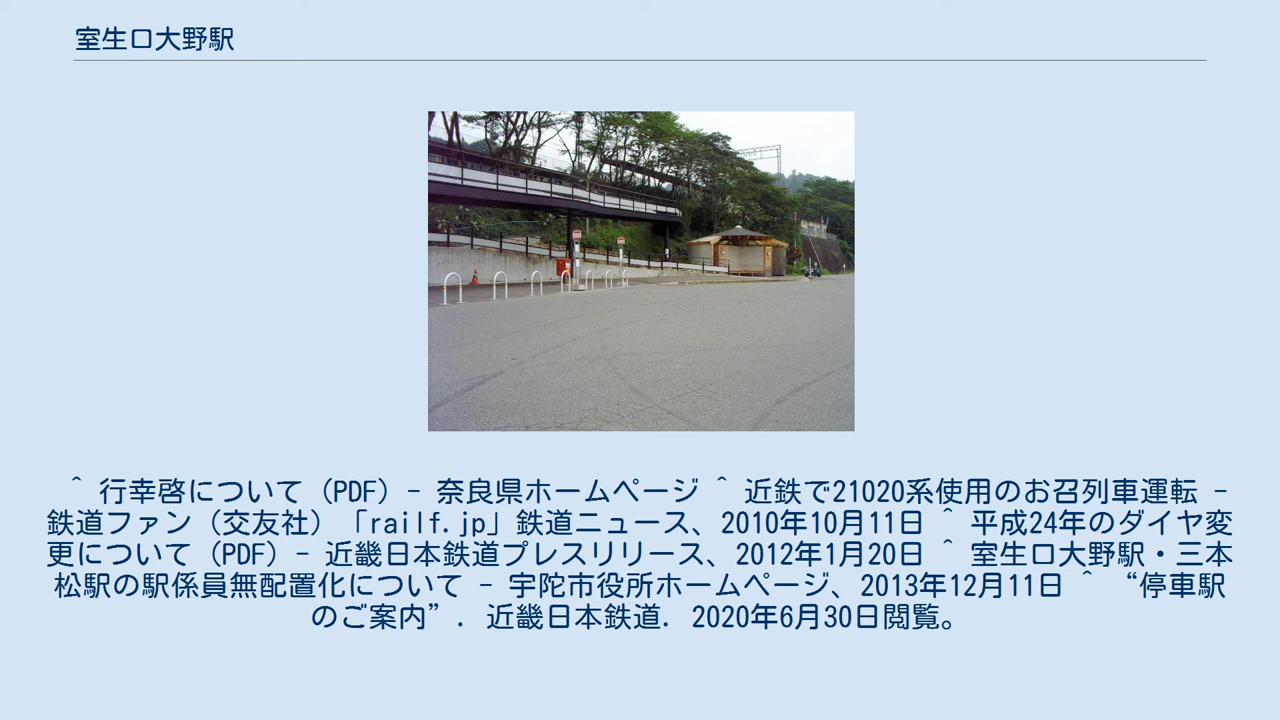 室生口大野駅
^ 行幸啓について（PDF）- 奈良県ホームページ ^ 近鉄で21020系使用のお召列車運転 -
鉄道ファン（交友社）「railf.jp」鉄道ニュース、2010年10月11日 ^ 平成24年のダイヤ変
更について（PDF）- 近畿日本鉄道プレスリリース、2012年1月20日 ^ 室生口大野駅・三本
松駅の駅係員無配置化について - 宇陀市役所ホームページ、2013年12月11日 ^ “停車駅
のご案内”. 近畿日本鉄道. 2020年6月30日閲覧。